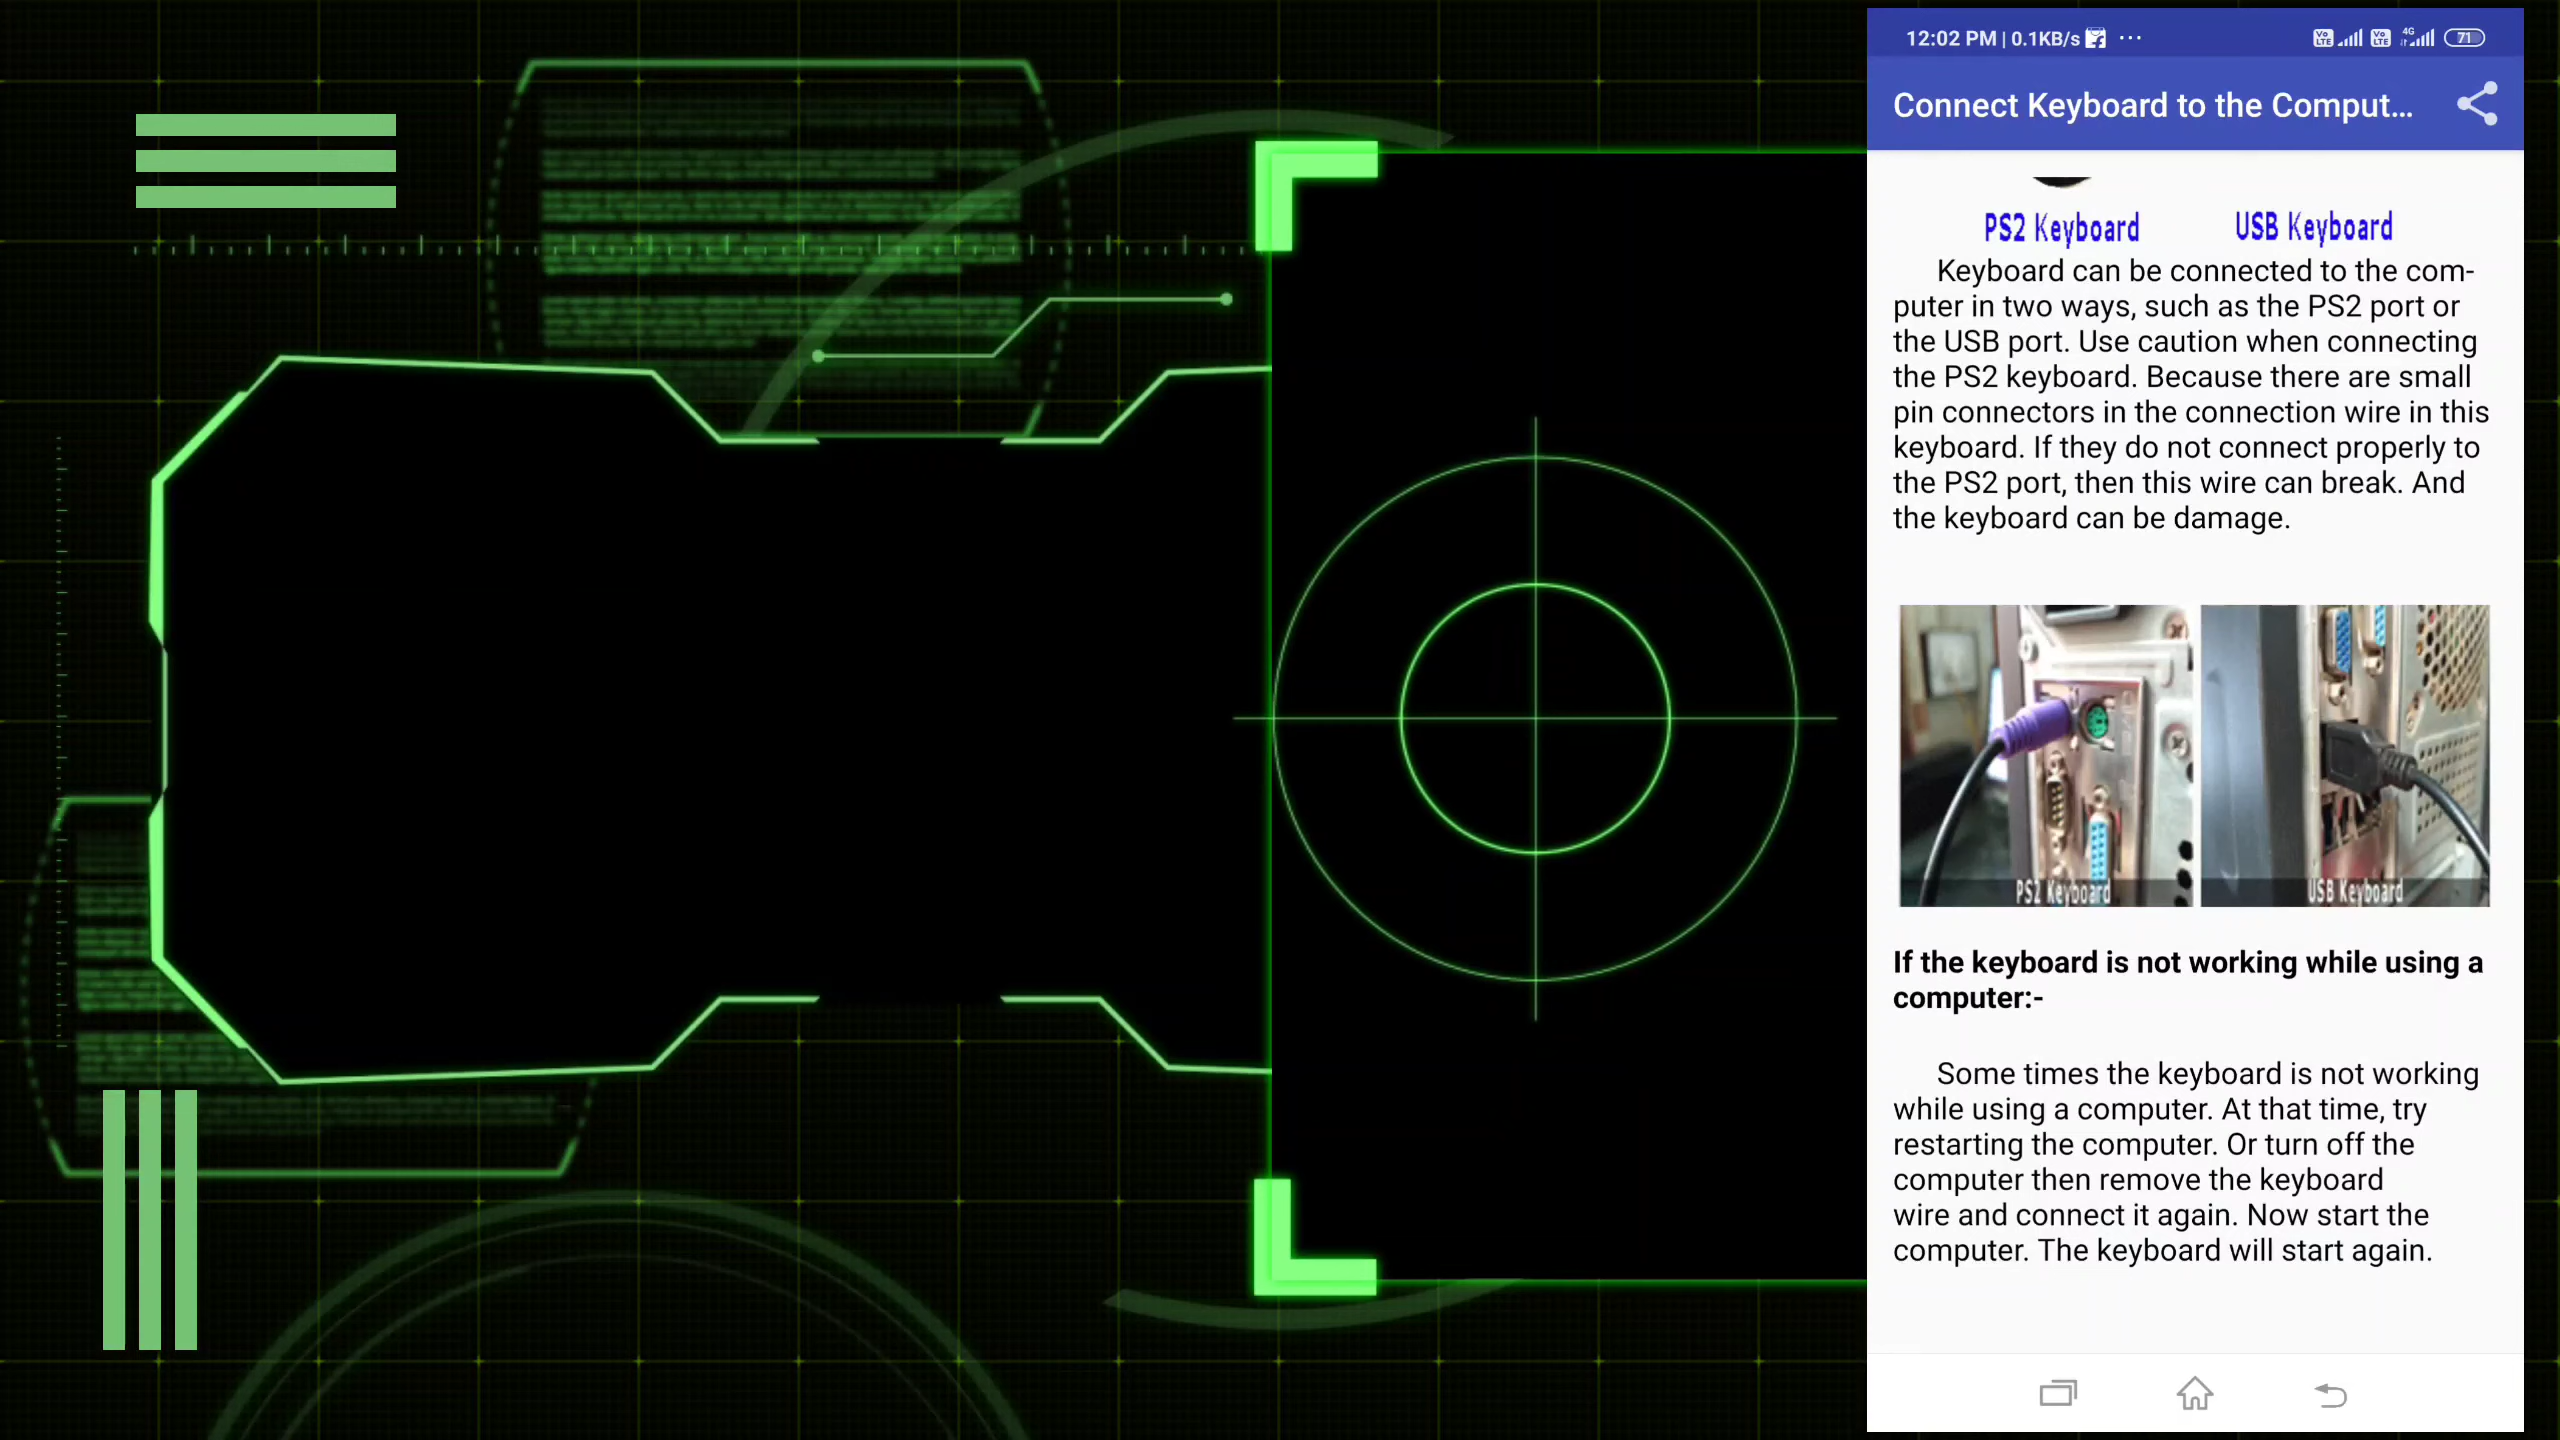 12:02 PM | 0.1KB/s ...
Vo LTE Vo LTE 4G 71
Connect Keyboard to the Comput...
PS2 Keyboard USB Keyboard
Keyboard can be connected to the com-
puter in two ways, such as the PS2 port or
the USB port. Use caution when connecting
the PS2 keyboard. Because there are small
pin connectors in the connection wire in this
keyboard. If they do not connect properly to
the PS2 port, then this wire can break. And
the keyboard can be damage.
PS2 Keyboard USB Keyboard
If the keyboard is not working while using a
computer:-
Some times the keyboard is not working
while using a computer. At that time, try
restarting the computer. Or turn off the
computer then remove the keyboard
wire and connect it again. Now start the
computer. The keyboard will start again.